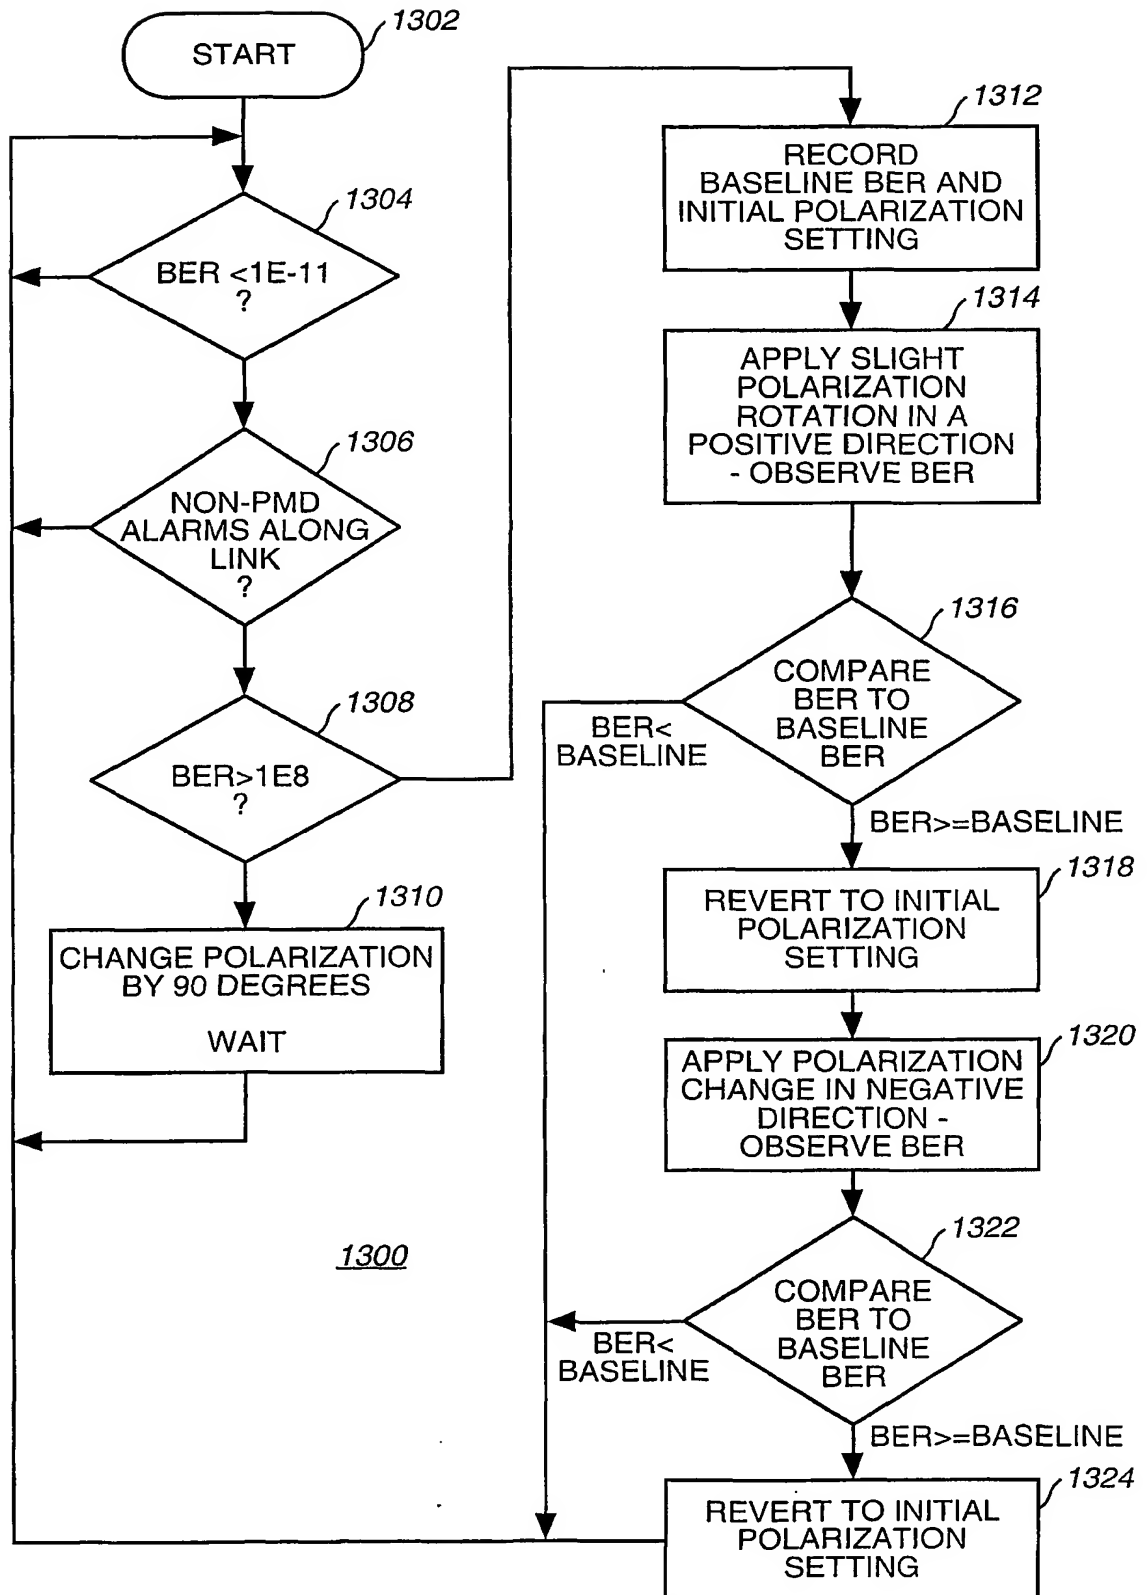 START
1302
1304
BER <1E-11
?
1306
NON-PMD
ALARMS ALONG
LINK
?
1308
BER>1E8
?
1310
CHANGE POLARIZATION
BY 90 DEGREES
WAIT
1300
1312
RECORD
BASELINE BER AND
INITIAL POLARIZATION
SETTING
1314
APPLY SLIGHT
POLARIZATION
ROTATION IN A
POSITIVE DIRECTION
- OBSERVE BER
1316
COMPARE
BER TO
BASELINE
BER
BER<
BASELINE
BER>=BASELINE
1318
REVERT TO INITIAL
POLARIZATION
SETTING
1320
APPLY POLARIZATION
CHANGE IN NEGATIVE
DIRECTION -
OBSERVE BER
1322
COMPARE
BER TO
BASELINE
BER
BER<
BASELINE
BER>=BASELINE
1324
REVERT TO INITIAL
POLARIZATION
SETTING